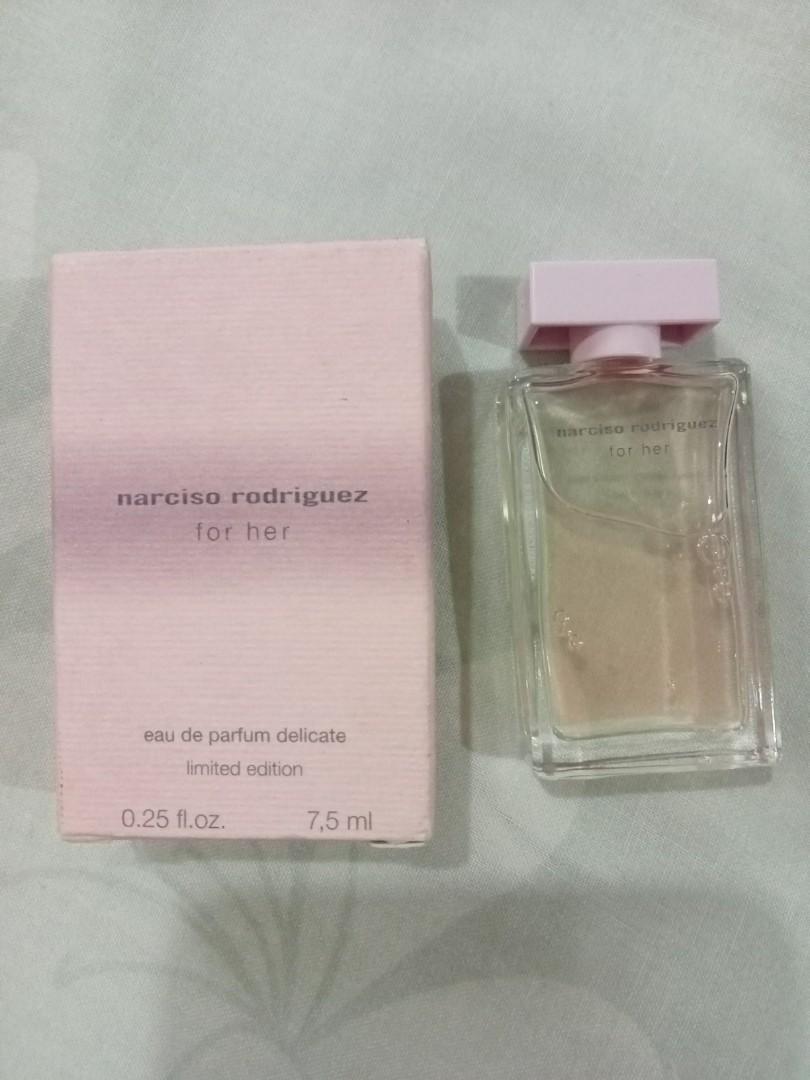 narciso rodriguez
for her
eau de parfum delicate
limited edition
0.25 fl.oz. 7,5 ml
narciso rodriguez
for her